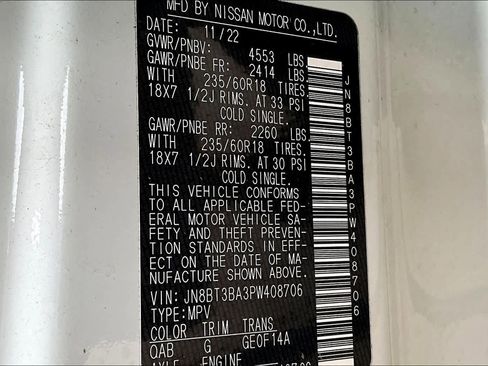 MFD BY NISSAN MOTOR CO.,LTD.
DATE: 11/22
GVWR/PNBV: 4553 LBS
GAWR/PNBE FR: 2414 LBS
WITH 235/60R18 TIRES
18X7 1/2J RIMS. AT 33 PSI
COLD SINGLE.
GAWR/PNBE RR: 2260 LBS
WITH 235/60R18 TIRES.
18X7 1/2J RIMS. AT 30 PSI
COLD SINGLE.
THIS VEHICLE CONFORMS
TO ALL APPLICABLE FED-
ERAL MOTOR VEHICLE SA-
FETY AND THEFT PREVEN-
TION STANDARDS IN EFF-
ECT ON THE DATE OF MA-
NUFACTURE SHOWN ABOVE.
VIN: JN8BT3BA3PW408706
TYPE:MPV
COLOR TRIM TRANS
QAB G GE0F14A
AXLE ENGINE
JN8BT3BA3PW408706